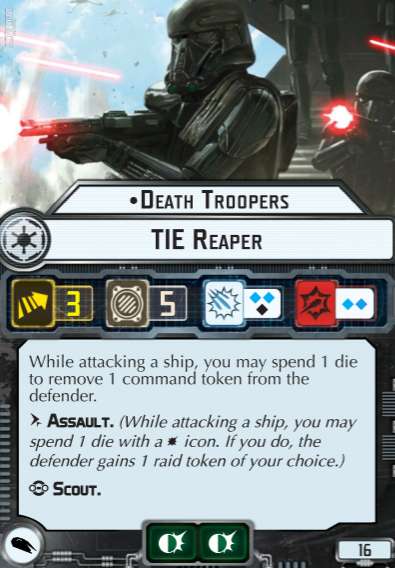 •DEATH TROOPERS
TIE REAPER
3 5
While attacking a ship, you may spend 1 die
to remove 1 command token from the
defender.
ASSAULT. (While attacking a ship, you may
spend 1 die with a icon. If you do, the
defender gains 1 raid token of your choice.)
SCOUT.
16